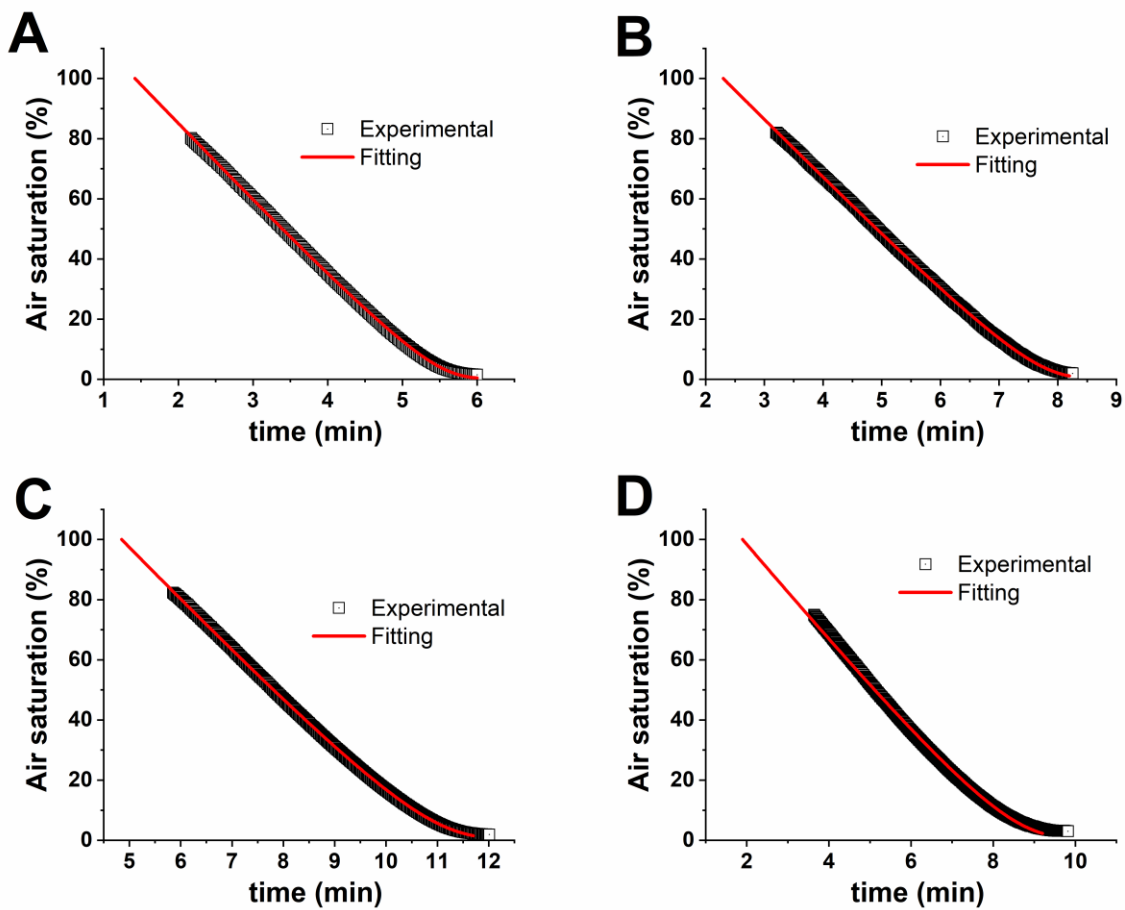 A
Air saturation (%)
100
80
60
40
20
0
Experimental
Fitting
1 2 3 4 5 6
time (min)
B
Air saturation (%)
100
80
60
40
20
0
Experimental
Fitting
2 3 4 5 6 7 8 9
time (min)
C
Air saturation (%)
100
80
60
40
20
0
Experimental
Fitting
5 6 7 8 9 10 11 12
time (min)
D
Air saturation (%)
100
80
60
40
20
0
Experimental
Fitting
2 4 6 8 10
time (min)